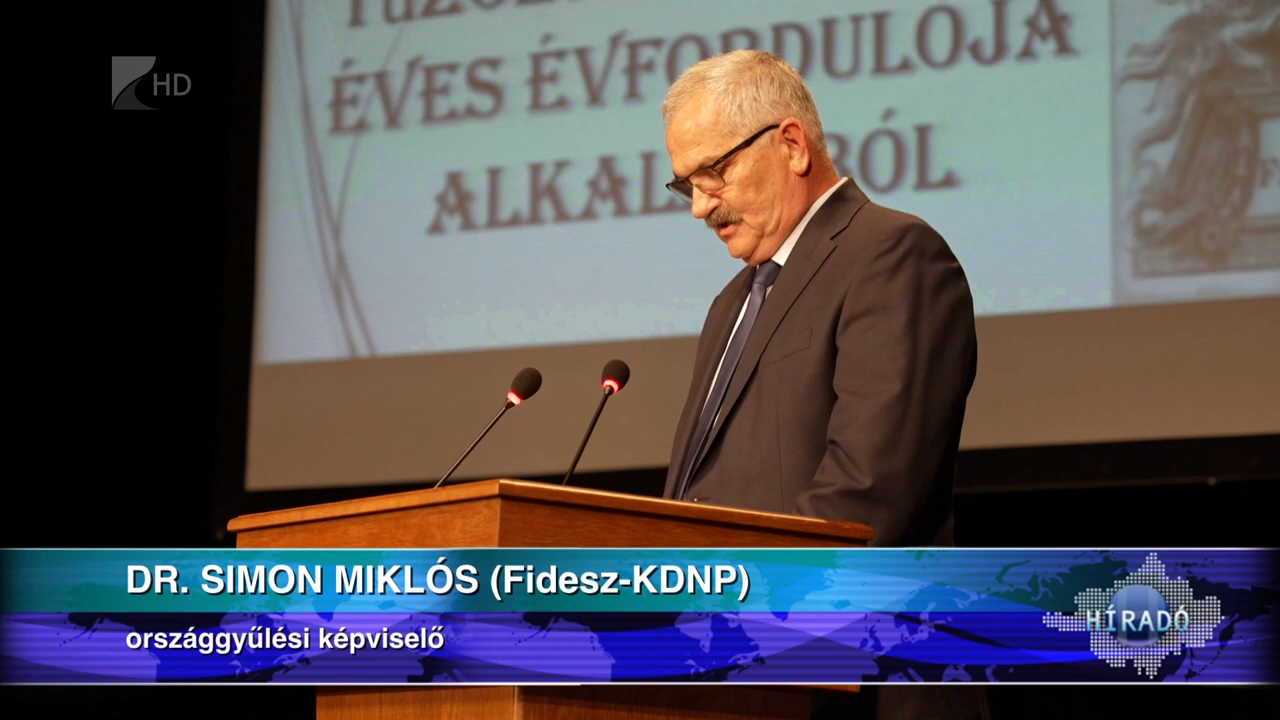 HD
ÉVES ÉVFORDULÓJA
DR. SIMON MIKLÓS (Fidesz-KDNP)
országgyűlési képviselő
HÍRADÓ